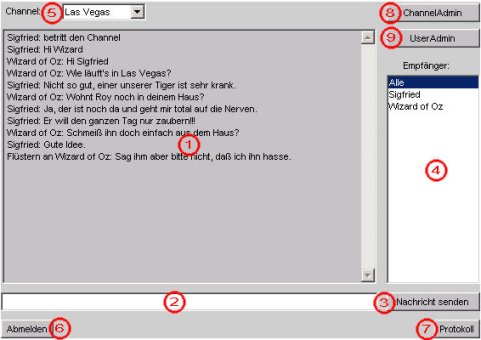 Channel: 5 Las Vegas
8 ChannelAdmin
9 UserAdmin
Sigfried: betritt den Channel
Sigfried: Hi Wizard
Wizard of Oz: Hi Sigfried
Wizard of Oz: Wie läuft's in Las Vegas?
Sigfried: Nicht so gut, einer unserer Tiger ist sehr krank.
Wizard of Oz: Wohnt Roy noch in deinem Haus?
Sigfried: Ja, der ist noch da und geht mir total auf die Nerven.
Sigfried: Er will den ganzen Tag nur zaubern!!!
Wizard of Oz: Schmeiß ihn doch einfach aus dem Haus?
Sigfried: Gute Idee.
Flüstern an Wizard of Oz: Sag ihm aber bitte nicht, daß ich ihn hasse.
1
Empfänger:
Alle
Sigfried
Wizard of Oz
4
2
3 Nachricht senden
Abmelden 6
7 Protokoll